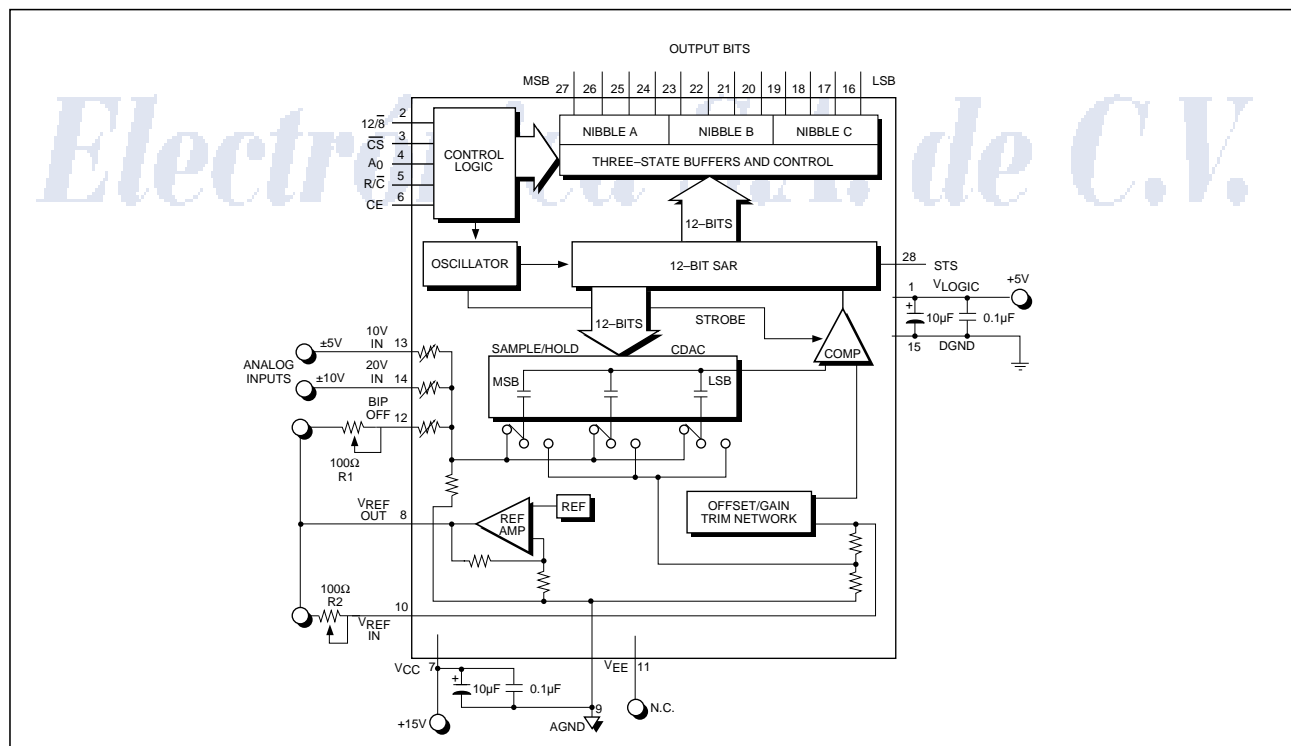 Electrónica S.A. de C.V.
OUTPUT BITS
MSB 27 26 25 24 23 22 21 20 19 18 17 16 LSB
NIBBLE A NIBBLE B NIBBLE C
THREE–STATE BUFFERS AND CONTROL
12/8 2
CS 3
A0 4
R/C 5
CE 6
CONTROL
LOGIC
12–BITS
OSCILLATOR
12–BIT SAR
28 STS
1 VLOGIC +5V
+ 10µF 0.1µF
15 DGND
12–BITS
STROBE
COMP
SAMPLE/HOLD CDAC
MSB LSB
ANALOG
INPUTS
±5V 10V
IN 13
±10V 20V
IN 14
BIP
OFF 12
100Ω
R1
VREF
OUT 8
REF
AMP
REF
OFFSET/GAIN
TRIM NETWORK
100Ω
R2
10
VREF
IN
VCC 7
+ 10µF 0.1µF
+15V
9
AGND
VEE 11
N.C.